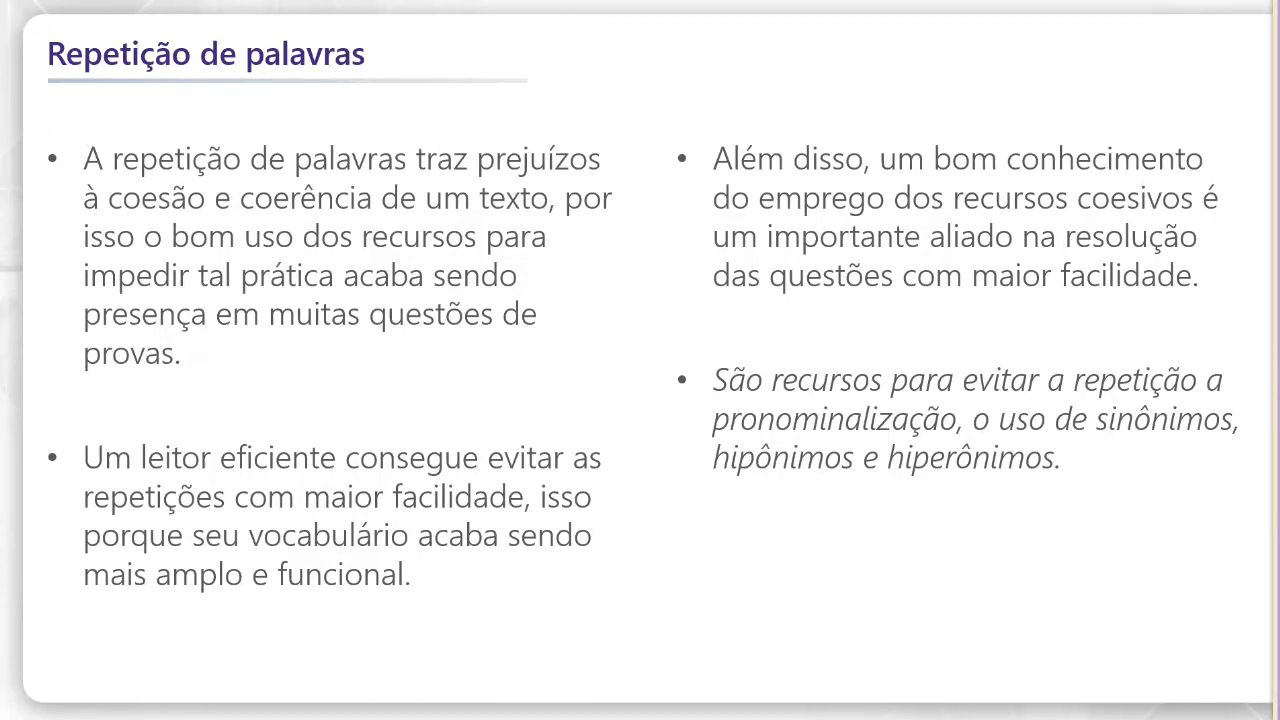 Repetição de palavras
• A repetição de palavras traz prejuízos
à coesão e coerência de um texto, por
isso o bom uso dos recursos para
impedir tal prática acaba sendo
presença em muitas questões de
provas.
• Um leitor eficiente consegue evitar as
repetições com maior facilidade, isso
porque seu vocabulário acaba sendo
mais amplo e funcional.
• Além disso, um bom conhecimento
do emprego dos recursos coesivos é
um importante aliado na resolução
das questões com maior facilidade.
• São recursos para evitar a repetição a
pronominalização, o uso de sinônimos,
hipônimos e hiperônimos.